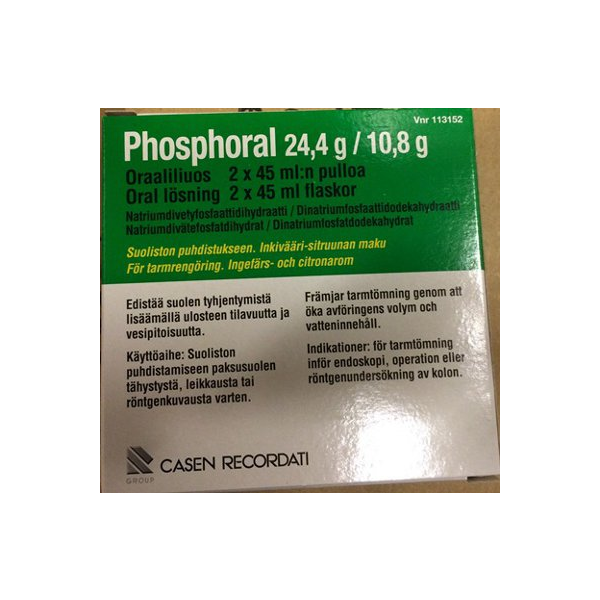 Vnr 113152
Phosphoral 24,4 g / 10,8 g
Oraaliliuos 2 x 45 ml:n pulloa
Oral lösning 2 x 45 ml flaskor
Natriumdivetyfosfaattidihydraatti / Dinatriumfosfaattidodekahydraatti
Natriumdivätefosfatdihydrat / Dinatriumfosfatdodekahydrat
Suoliston puhdistukseen. Inkivääri-sitruunan maku
För tarmrengöring. Ingefärs- och citronarom
Edistää suolen tyhjentymistä
lisäämällä ulosteen tilavuutta ja
vesipitoisuutta.
Käyttöaihe: Suoliston
puhdistamiseen paksusuolen
tähystystä, leikkausta tai
röntgenkuvausta varten.
Främjar tarmtömning genom att
öka avföringens volym och
vatteninnehåll.
Indikationer: för tarmtömning
inför endoskopi, operation eller
röntgenundersökning av kolon.
CASEN RECORDATI
GROUP